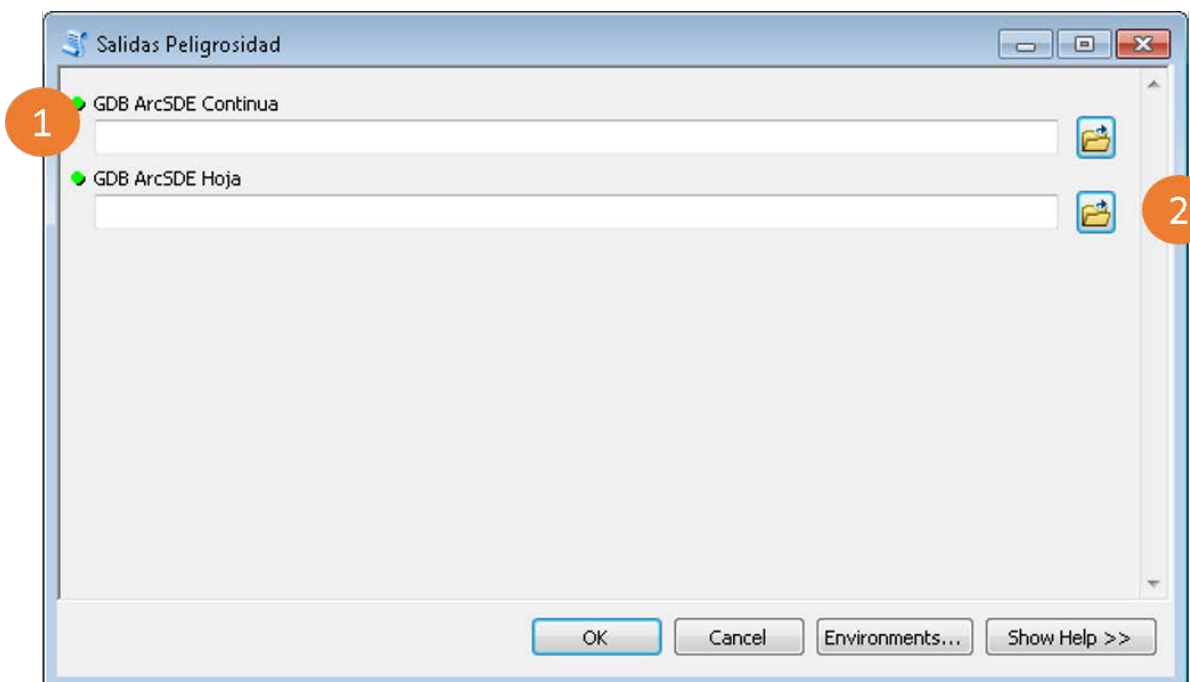 Salidas Peligrosidad
GDB ArcSDE Continua
1
GDB ArcSDE Hoja
2
OK Cancel Environments... Show Help >>